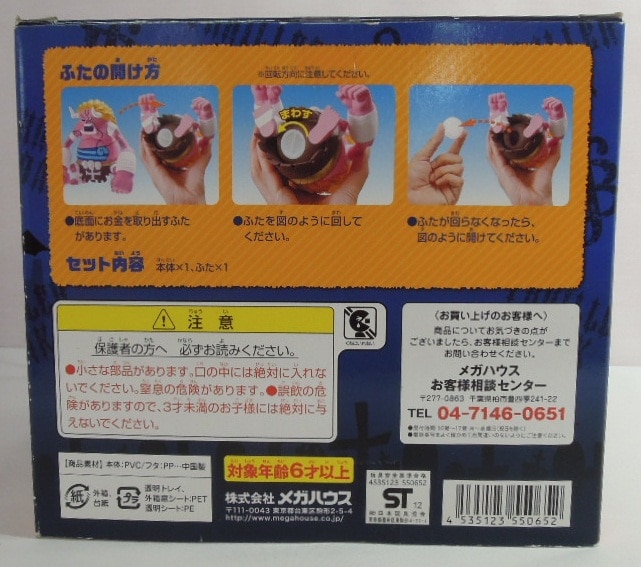 ふたの開け方
※回転方向に注意してください。
まわす
●底面にお金を取り出すふた
があります。
●ふたを図のように回して
ください。
●ふたが回らなくなったら、
図のように開けてください。
セット内容 本体×1、ふた×1
⚠注意
保護者の方へ 必ずお読みください。
●小さな部品があります。口の中には絶対に入れな
いでください。窒息の危険があります。●誤飲の危
険がありますので、3才未満のお子様には絶対に与
えないでください。
〈お買い上げのお客様へ〉
商品についてお気づきの点が
ございましたら、お客様相談センターまで
お問い合わせください。
メガハウス
お客様相談センター
〒277-0863 千葉県柏市豊四季241-22
TEL 04-7146-0651
[商品素材] 本体:PVC/フタ:PP…中国製
紙
外箱、
台紙
プラ
透明トレイ、
外箱窓シート:PET
透明シート:PE
対象年齢6才以上
株式会社メガハウス
〒111-0043 東京都台東区駒形2-5-4
http://www.megahouse.co.jp/
玩具安全基準合格
4535123 550652
ST 12
4 535123 550652